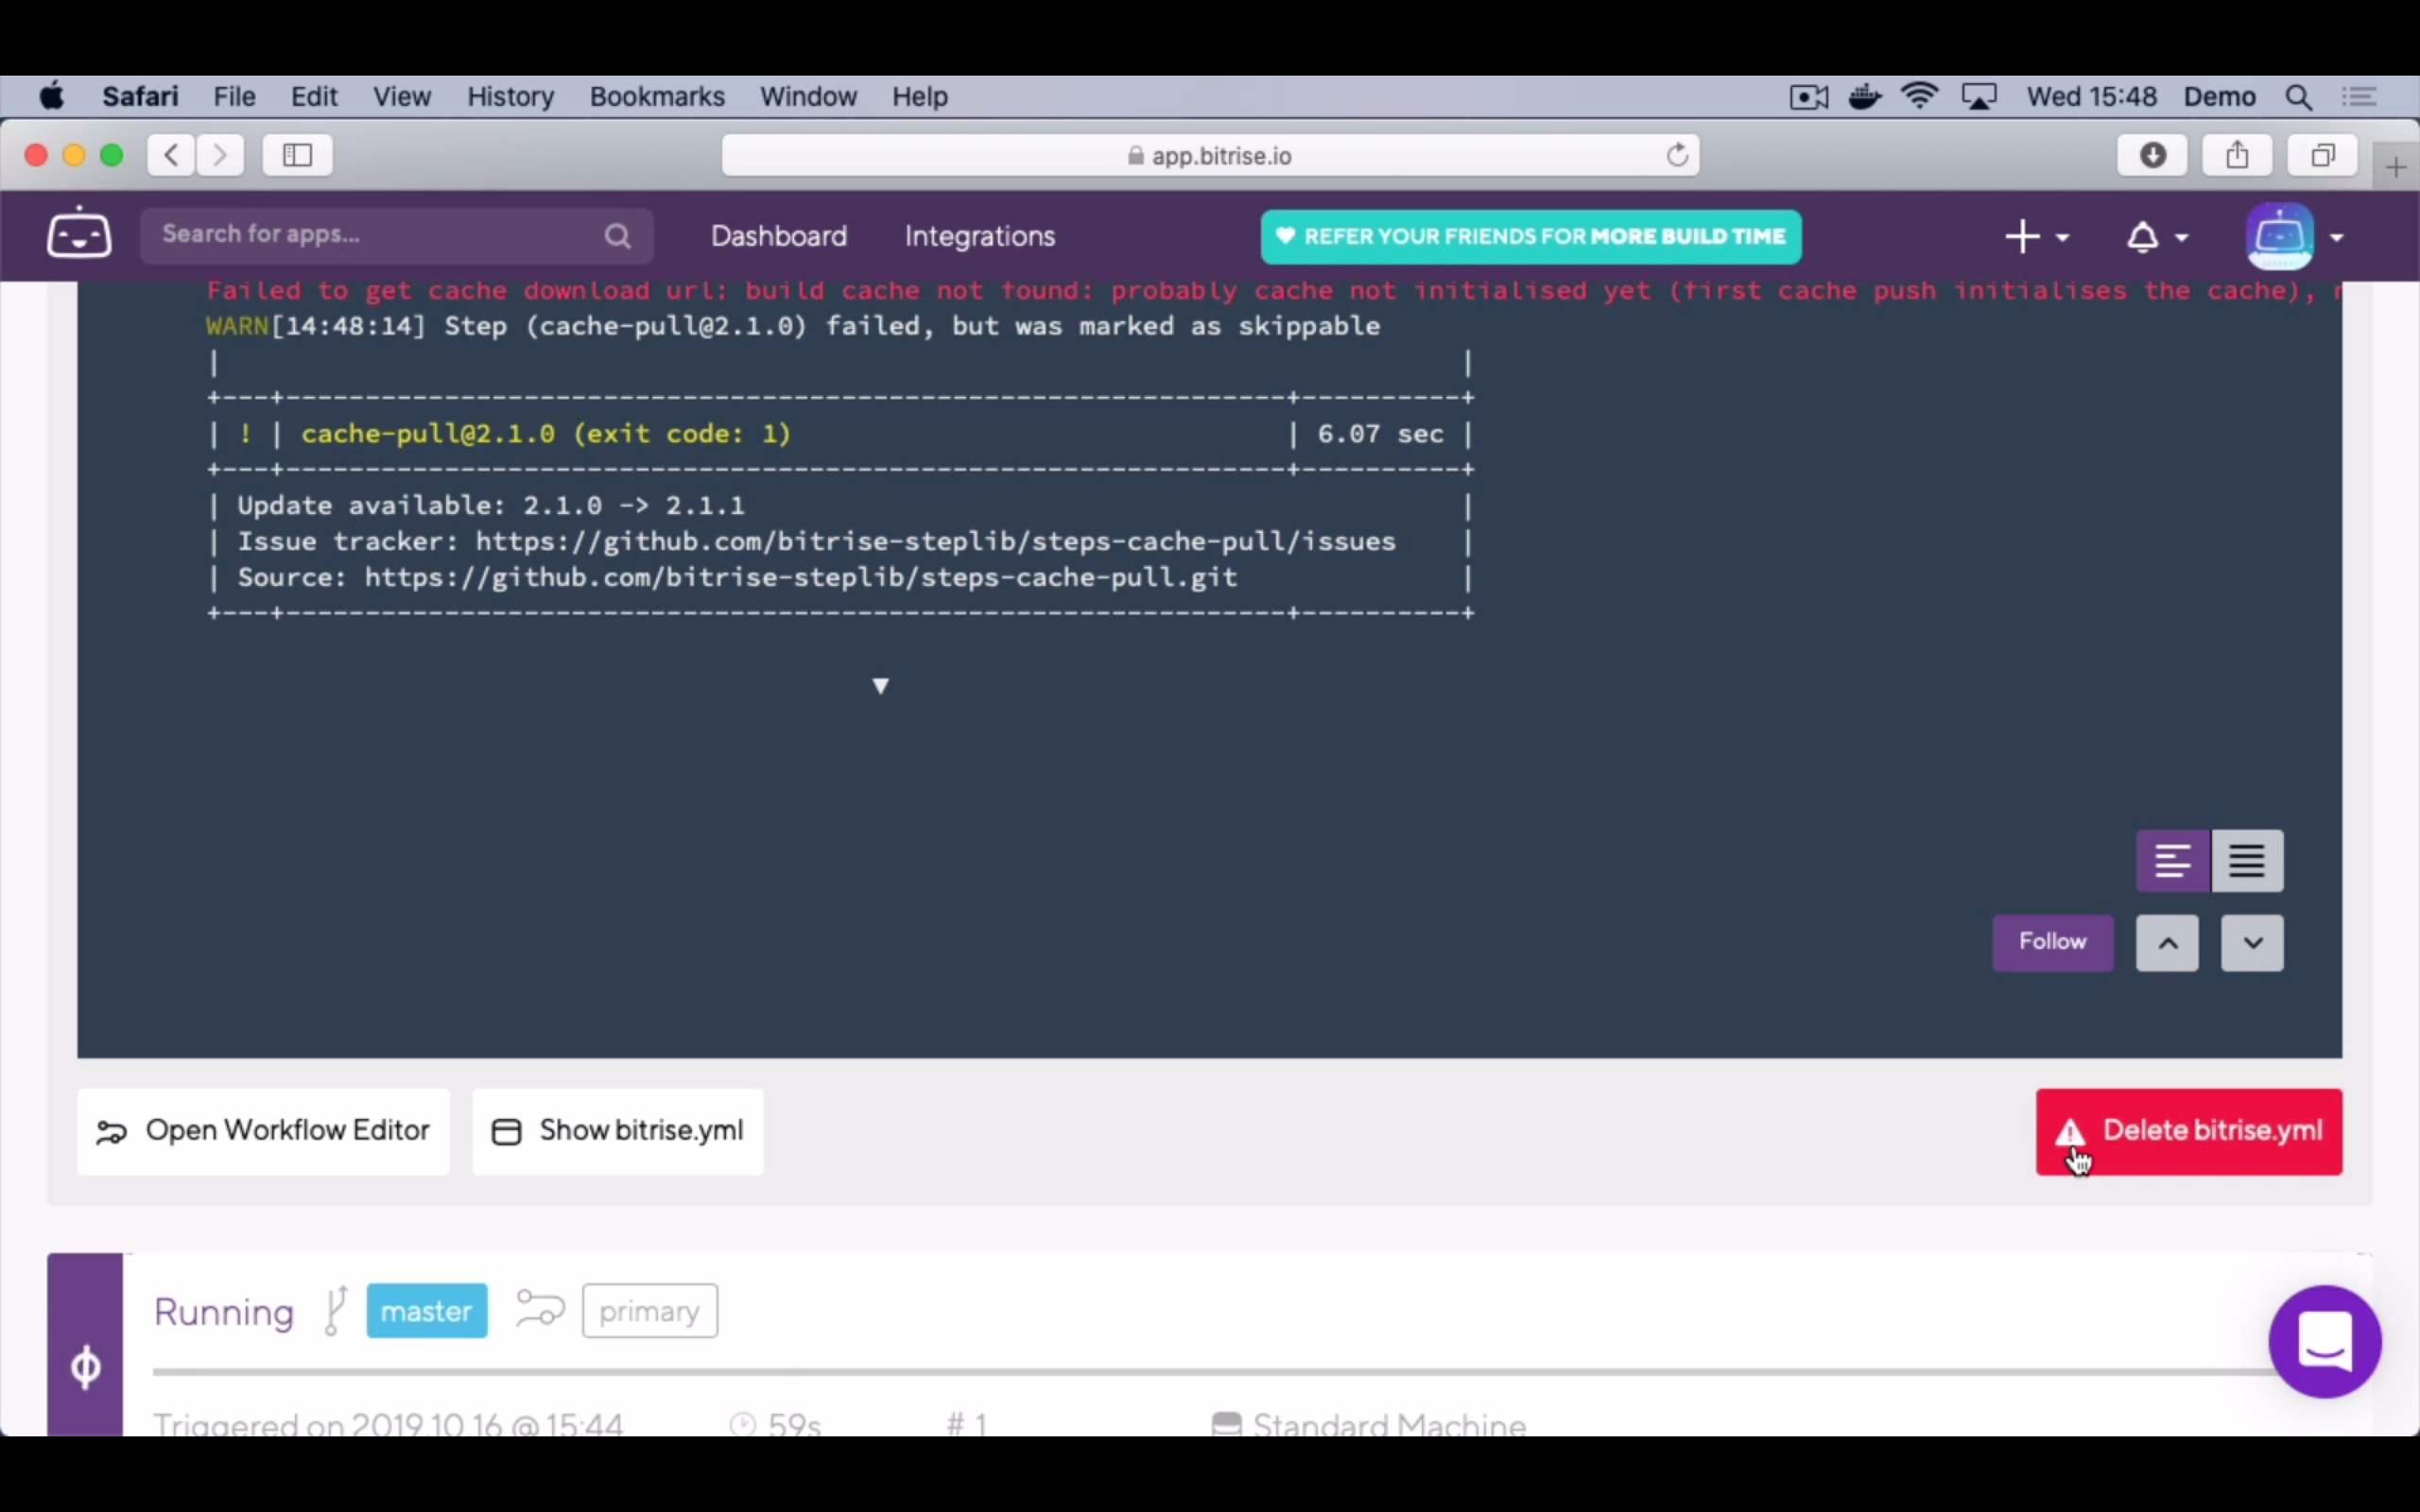 Safari File Edit View History Bookmarks Window Help Wed 15:48 Demo
app.bitrise.io
Search for apps... Dashboard Integrations REFER YOUR FRIENDS FOR MORE BUILD TIME
Failed to get cache download url: build cache not found: probably cache not initialised yet (first cache push initialises the cache),
WARN[14:48:14] Step (cache-pull@2.1.0) failed, but was marked as skippable
| |
+---+---------------------------------------------------------------+----------+
| ! | cache-pull@2.1.0 (exit code: 1) | 6.07 sec |
+---+---------------------------------------------------------------+----------+
| Update available: 2.1.0 -> 2.1.1 |
| Issue tracker: https://github.com/bitrise-steplib/steps-cache-pull/issues |
| Source: https://github.com/bitrise-steplib/steps-cache-pull.git |
+---+---------------------------------------------------------------+----------+
▼
Follow
Open Workflow Editor Show bitrise.yml Delete bitrise.yml
Running master primary
Triggered on 2019.10.16 @ 15:44 59s # 1 Standard Machine